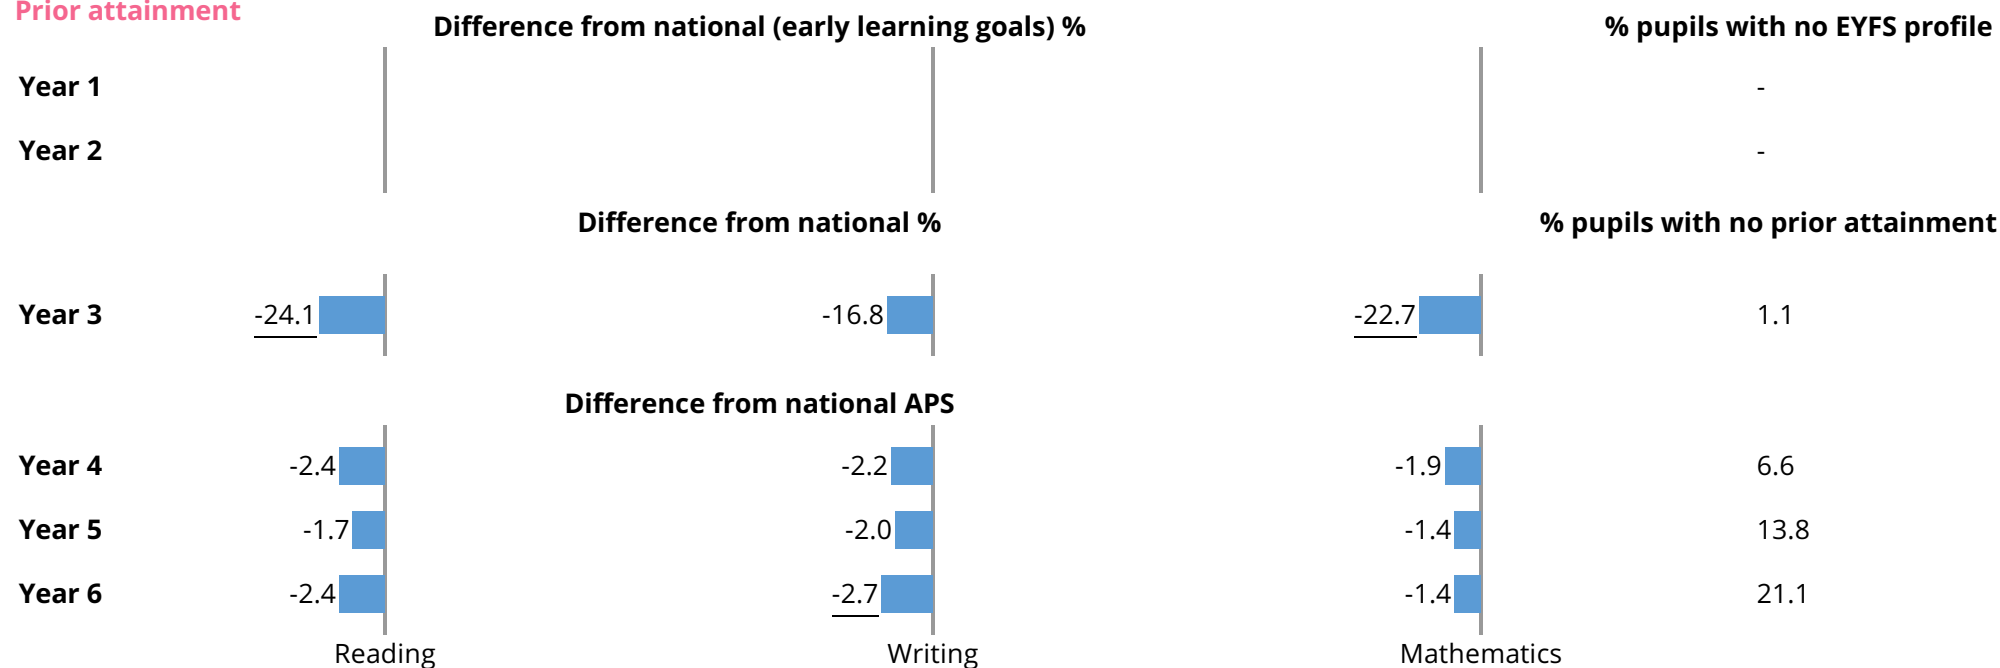 Prior attainment
Difference from national (early learning goals) % % pupils with no EYFS profile
Year 1 -
Year 2 -
Difference from national % % pupils with no prior attainment
Year 3 -24.1 -16.8 -22.7 1.1
Difference from national APS
Year 4 -2.4 -2.2 -1.9 6.6
Year 5 -1.7 -2.0 -1.4 13.8
Year 6 -2.4 -2.7 -1.4 21.1
Reading Writing Mathematics